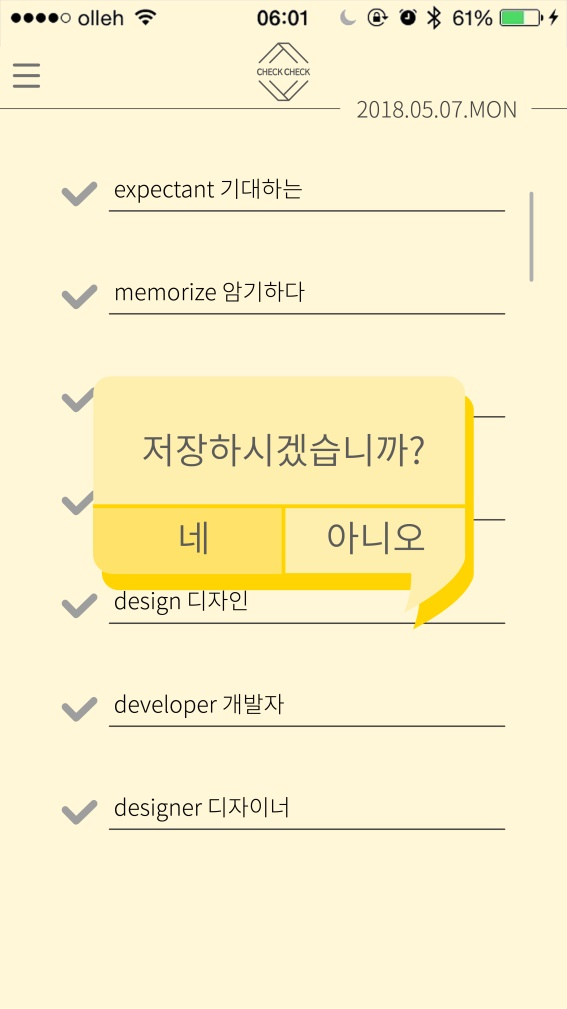 olleh 06:01 61%
CHECK CHECK
2018.05.07.MON
expectant 기대하는
memorize 암기하다
저장하시겠습니까?
네 아니오
design 디자인
developer 개발자
designer 디자이너